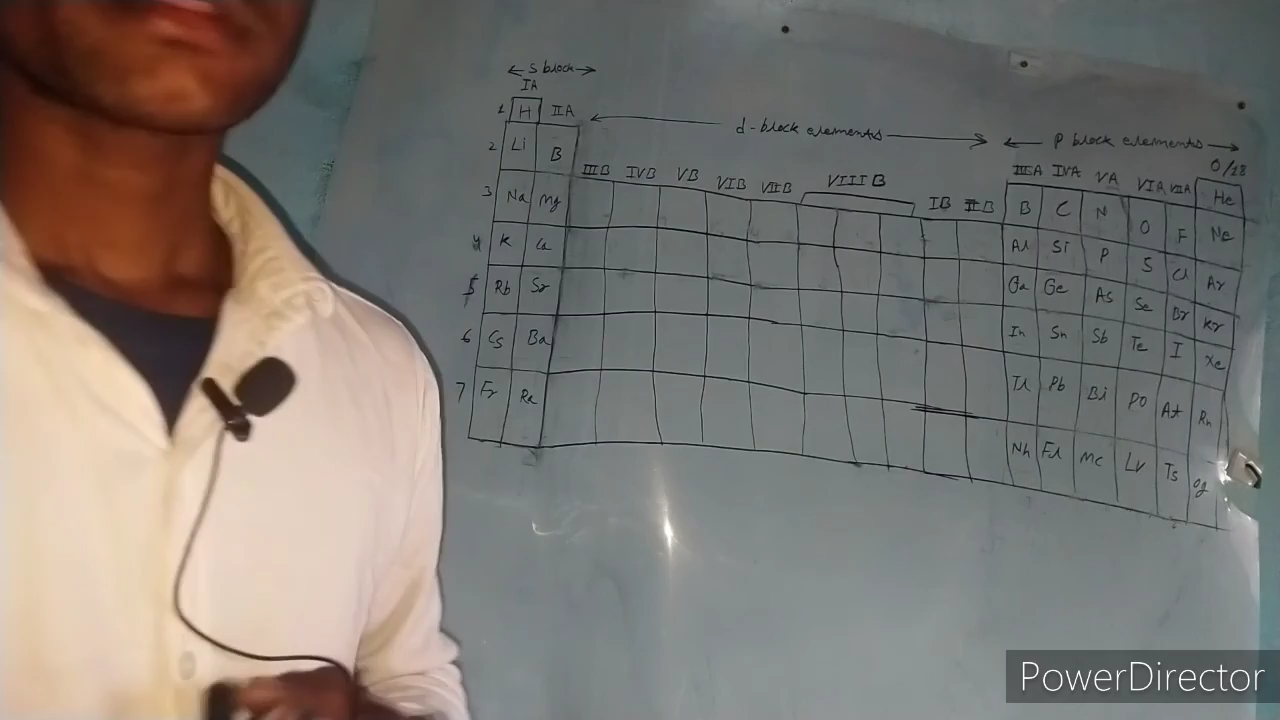 ← S block →
IA
1 H IIA ← d-block elements → ← P block elements →
0/18
IIIB IVB VB VIB VIIB VIIIB IB IIB IIIA IVA VA VIA VIIA He
2 Li B B C N O F Ne
3 Na Mg Al Si P S Cl Ar
4 K Ca Ga Ge As Se Br Kr
5 Rb Sr In Sn Sb Te I Xe
6 Cs Ba Tl Pb Bi PO At Rn
7 Fr Ra Nh Fl MC LV Ts Og
PowerDirector